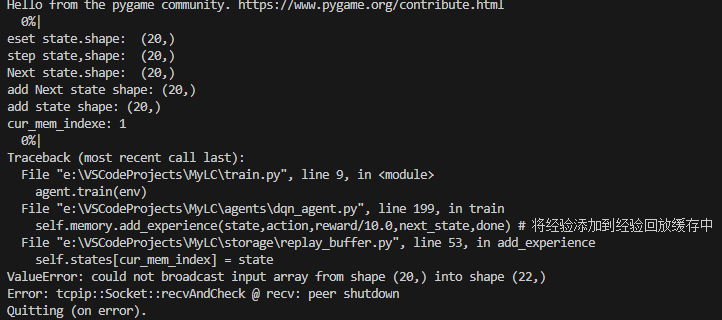 Hello from the pygame community. https://www.pygame.org/contribute.html
  0%|
eset state.shape:  (20,)
step state,shape:  (20,)
Next state.shape:  (20,)
add Next state shape: (20,)
add state shape: (20,)
cur_mem_indexe: 1
  0%|
Traceback (most recent call last):
  File "e:\VSCodeProjects\MyLC\train.py", line 9, in <module>
    agent.train(env)
  File "e:\VSCodeProjects\MyLC\agents\dqn_agent.py", line 199, in train
    self.memory.add_experience(state,action,reward/10.0,next_state,done) # 将经验添加到经验回放缓存中
  File "e:\VSCodeProjects\MyLC\storage\replay_buffer.py", line 53, in add_experience
    self.states[cur_mem_index] = state
ValueError: could not broadcast input array from shape (20,) into shape (22,)
Error: tcpip::Socket::recvAndCheck @ recv: peer shutdown
Quitting (on error).